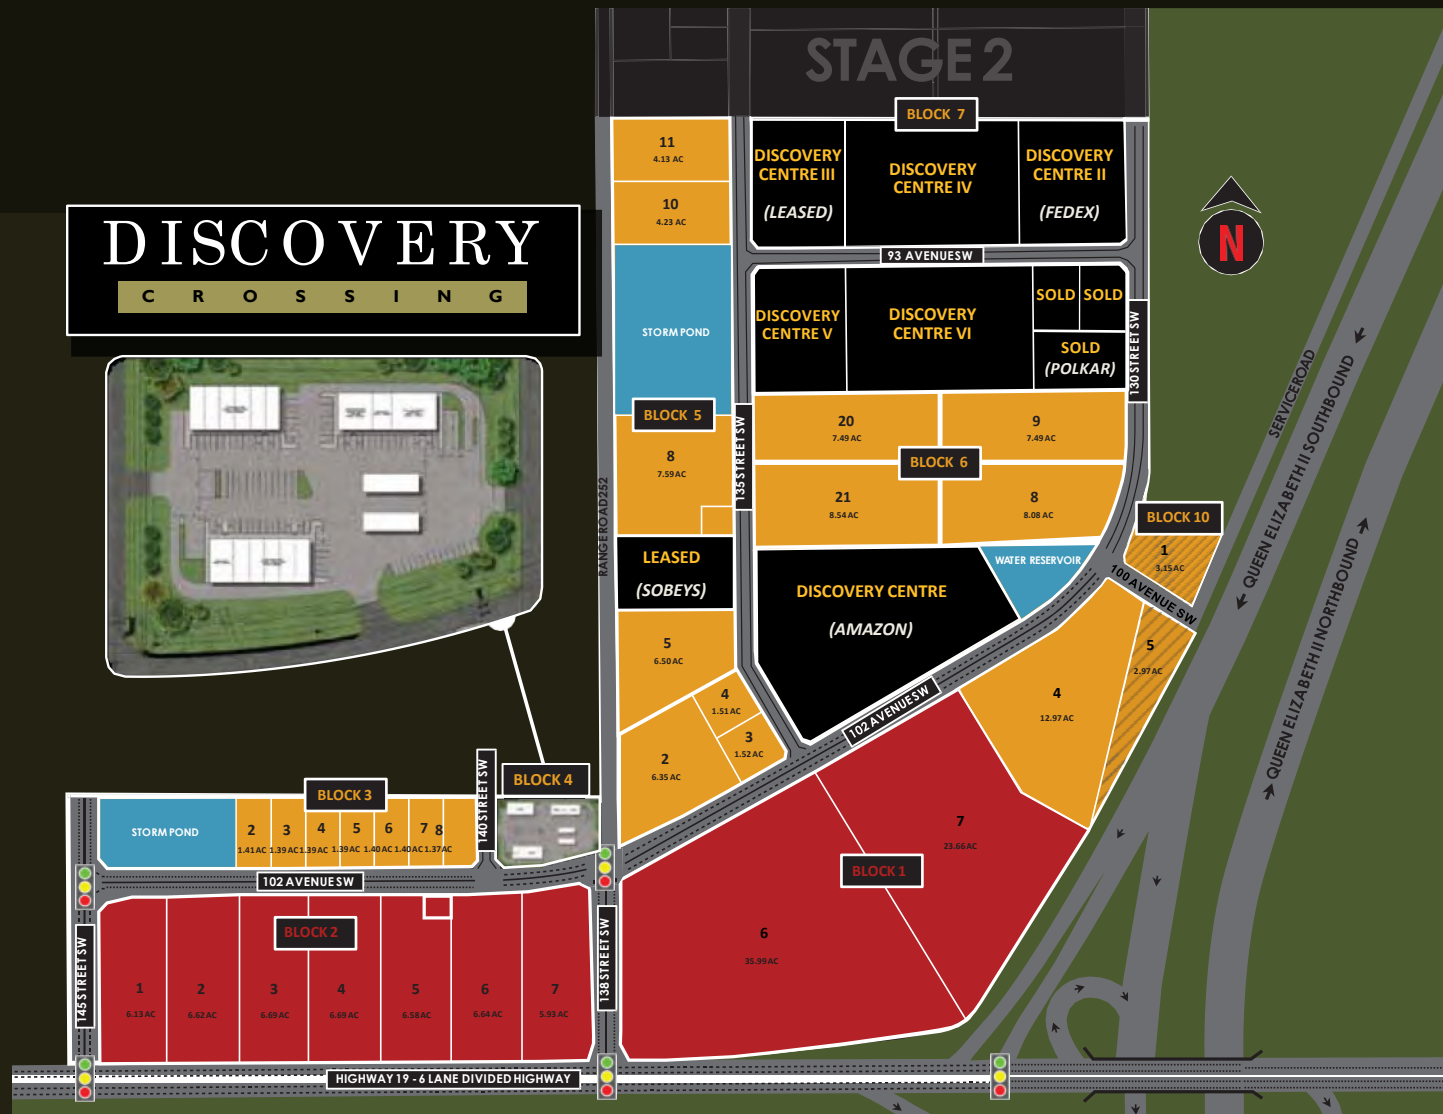 STAGE 2
BLOCK 7
11
4.13 AC
10
4.23 AC
DISCOVERY
CENTRE III
(LEASED)
DISCOVERY
CENTRE IV
DISCOVERY
CENTRE II
(FEDEX)
93 AVENUE SW
N
DISCOVERY
CROSSING
STORM POND
DISCOVERY
CENTRE V
DISCOVERY
CENTRE VI
SOLD
SOLD
SOLD
(POLKAR)
130 STREET SW
SERVICE ROAD
QUEEN ELIZABETH II SOUTHBOUND
QUEEN ELIZABETH II NORTHBOUND
BLOCK 5
8
7.59 AC
135 STREET SW
RANGE ROAD 252
20
7.49 AC
9
7.49 AC
BLOCK 6
21
8.54 AC
8
8.08 AC
BLOCK 10
1
3.15 AC
100 AVENUE SW
LEASED
(SOBEYS)
WATER RESERVOIR
DISCOVERY CENTRE
(AMAZON)
5
6.50 AC
4
1.51 AC
3
1.52 AC
2
6.35 AC
102 AVENUE SW
4
12.97 AC
5
2.97 AC
BLOCK 3
140 STREET SW
BLOCK 4
STORM POND
2
1.41 AC
3
1.39 AC
4
1.39 AC
5
1.39 AC
6
1.40 AC
7
1.40 AC
8
1.37 AC
102 AVENUE SW
BLOCK 1
7
23.66 AC
6
35.99 AC
BLOCK 2
145 STREET SW
138 STREET SW
1
6.13 AC
2
6.62 AC
3
6.69 AC
4
6.69 AC
5
6.58 AC
6
6.64 AC
7
5.93 AC
HIGHWAY 19 - 6 LANE DIVIDED HIGHWAY